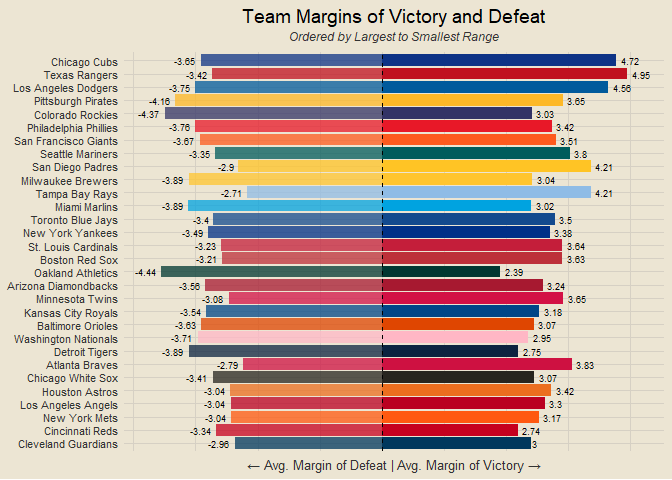 Team Margins of Victory and Defeat
Ordered by Largest to Smallest Range
Chicago Cubs -3.65 4.72
Texas Rangers -3.42 4.95
Los Angeles Dodgers -3.75 4.56
Pittsburgh Pirates -4.16 3.65
Colorado Rockies -4.37 3.03
Philadelphia Phillies -3.76 3.42
San Francisco Giants -3.67 3.51
Seattle Mariners -3.35 3.8
San Diego Padres -2.9 4.21
Milwaukee Brewers -3.89 3.04
Tampa Bay Rays -2.71 4.21
Miami Marlins -3.89 3.02
Toronto Blue Jays -3.4 3.5
New York Yankees -3.49 3.38
St. Louis Cardinals -3.23 3.64
Boston Red Sox -3.21 3.63
Oakland Athletics -4.44 2.39
Arizona Diamondbacks -3.56 3.24
Minnesota Twins -3.08 3.65
Kansas City Royals -3.54 3.18
Baltimore Orioles -3.63 3.07
Washington Nationals -3.71 2.95
Detroit Tigers -3.89 2.75
Atlanta Braves -2.79 3.83
Chicago White Sox -3.41 3.07
Houston Astros -3.04 3.42
Los Angeles Angels -3.04 3.3
New York Mets -3.04 3.17
Cincinnati Reds -3.34 2.74
Cleveland Guardians -2.96 3
← Avg. Margin of Defeat | Avg. Margin of Victory →